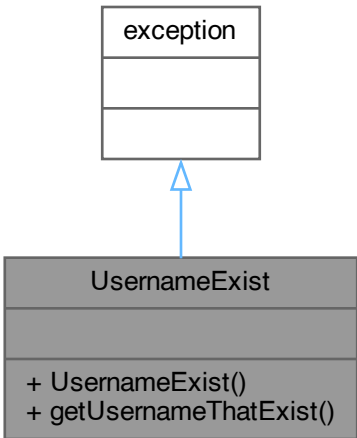 exception
UsernameExist
+ UsernameExist()
+ getUsernameThatExist()